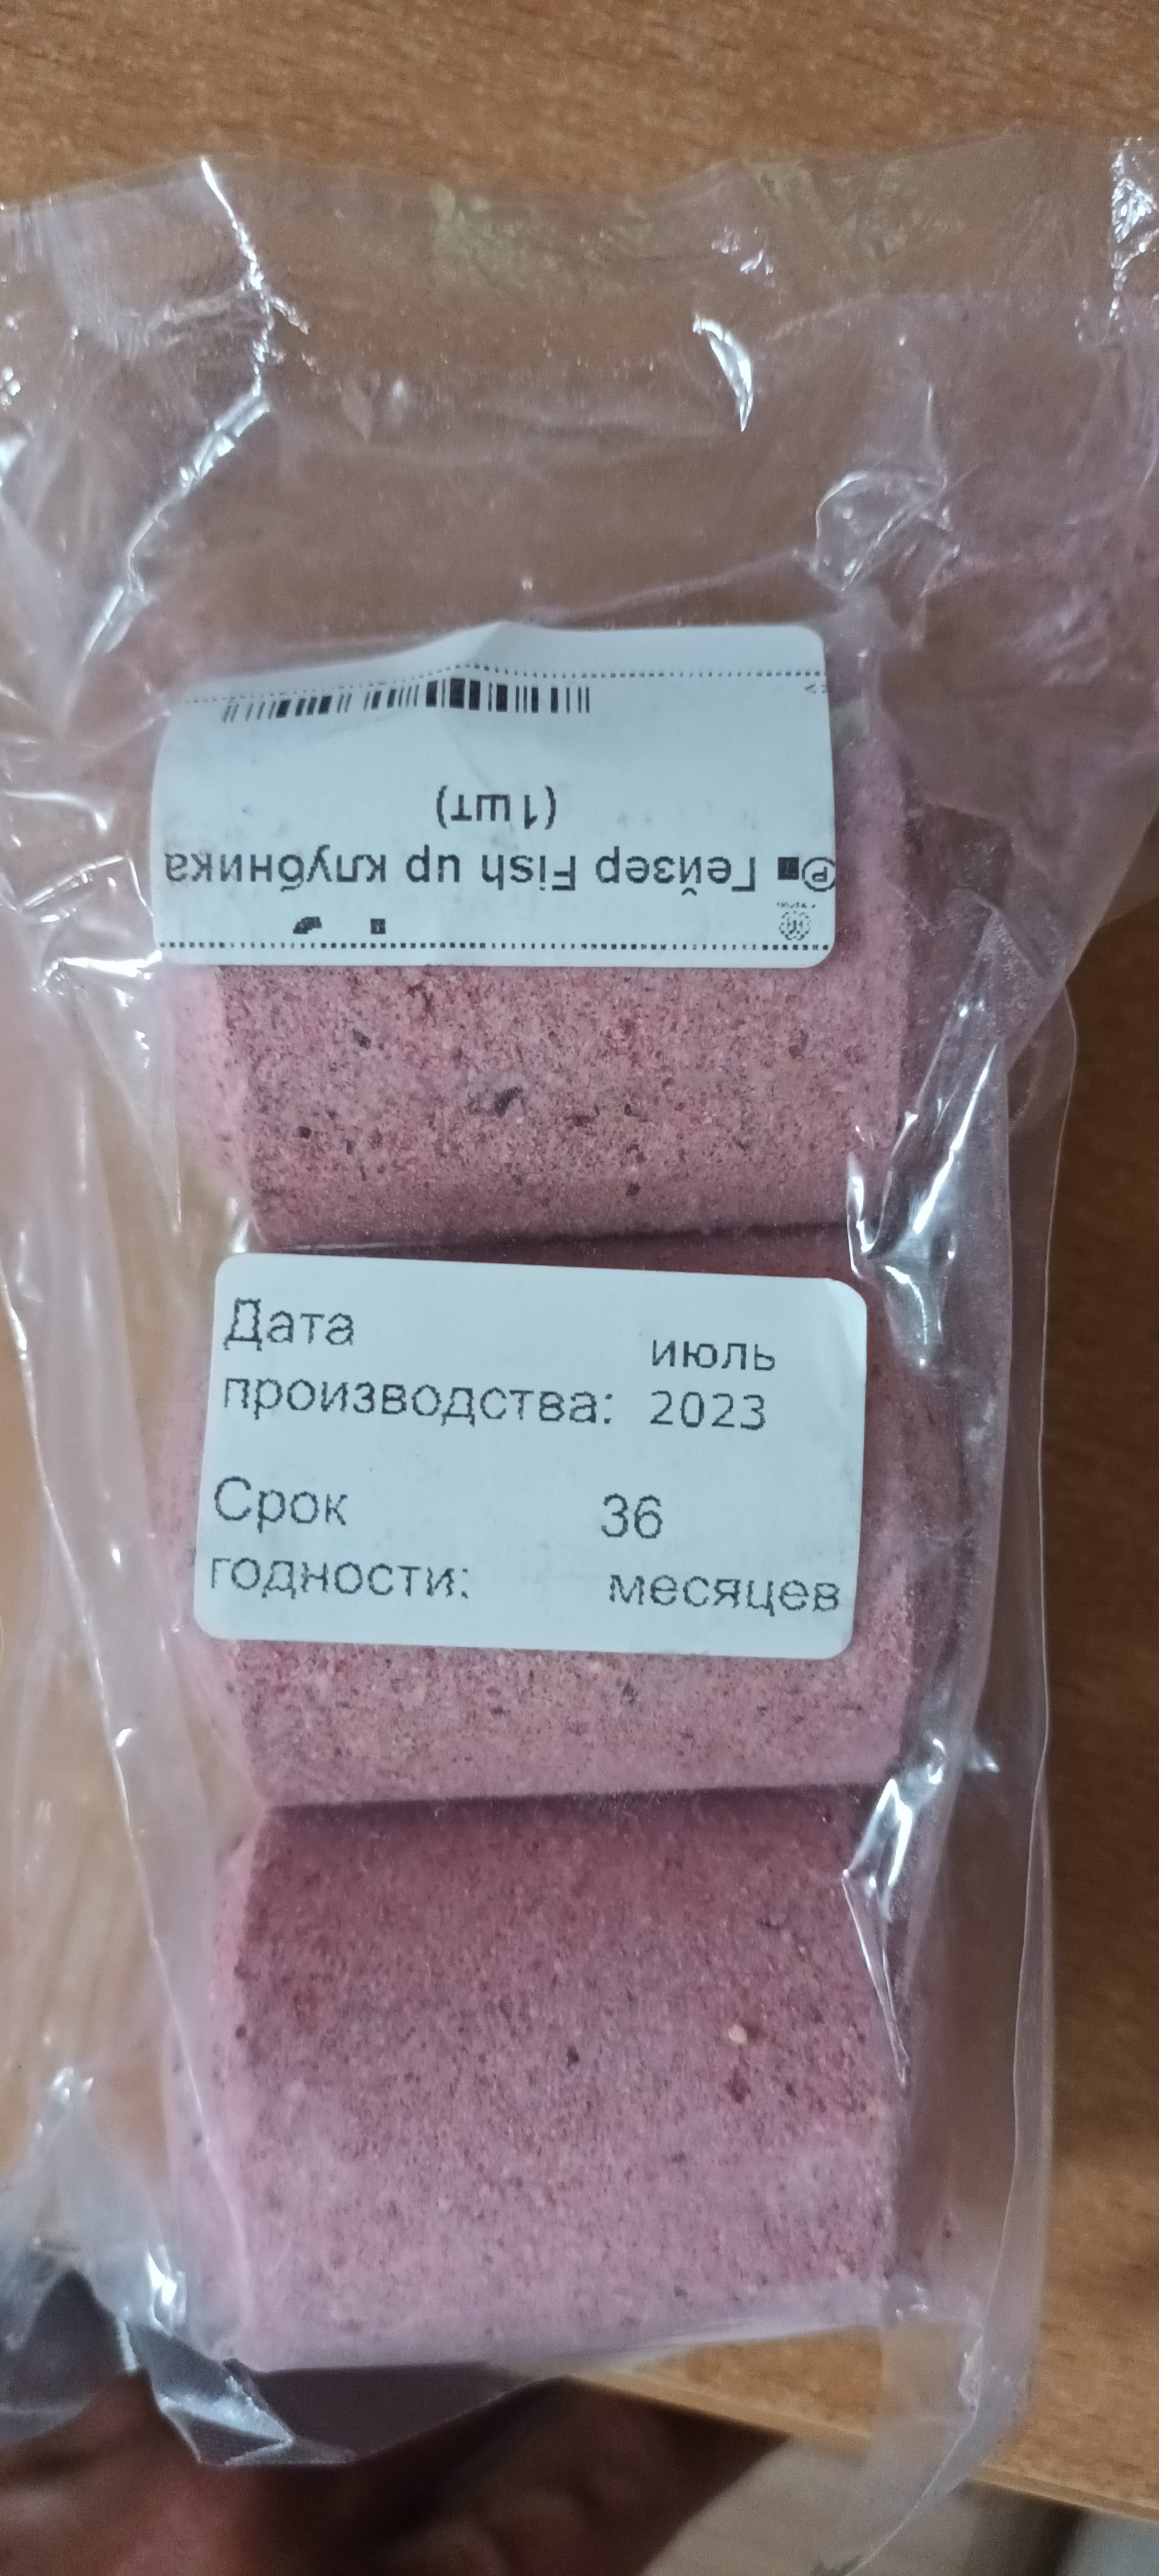 Гейзер Fish up клубника
(1шт)
Дата
производства:
июль
2023
Срок
годности:
36
месяцев